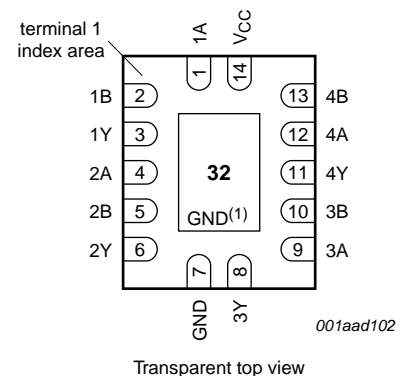 terminal 1
index area
1A
VCC
1
14
1B 2
13 4B
1Y 3
12 4A
2A 4
32
11 4Y
2B 5
GND(1)
10 3B
2Y 6
9 3A
7
8
GND
3Y
001aad102
Transparent top view